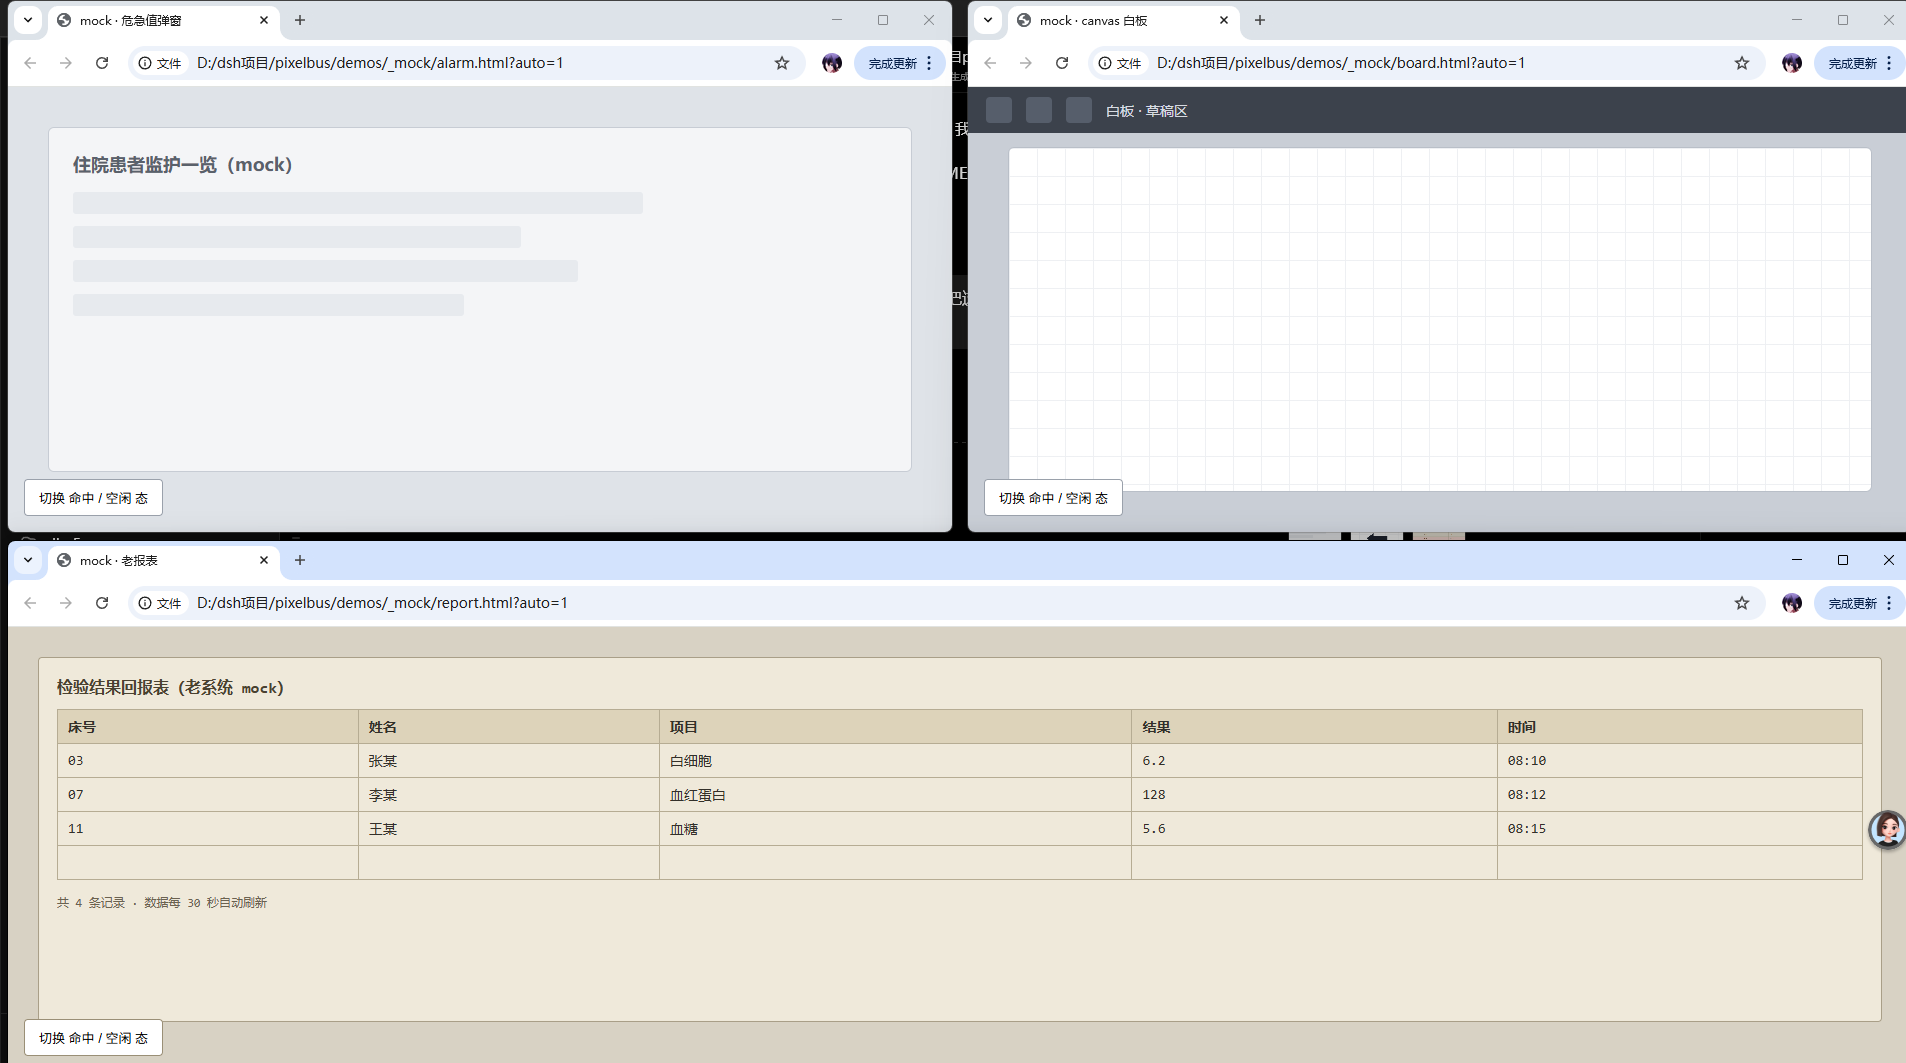 mock · 危急值弹窗
文件
D:/dsh项目/pixelbus/demos/_mock/alarm.html?auto=1
完成更新
住院患者监护一览（mock）
切换 命中 / 空闲 态
mock · canvas 白板
文件
D:/dsh项目/pixelbus/demos/_mock/board.html?auto=1
完成更新
白板 · 草稿区
切换 命中 / 空闲 态
我
ME
mock · 老报表
文件
D:/dsh项目/pixelbus/demos/_mock/report.html?auto=1
完成更新
检验结果回报表（老系统 mock）
床号 姓名 项目 结果 时间
03 张某 白细胞 6.2 08:10
07 李某 血红蛋白 128 08:12
11 王某 血糖 5.6 08:15
共 4 条记录 · 数据每 30 秒自动刷新
切换 命中 / 空闲 态